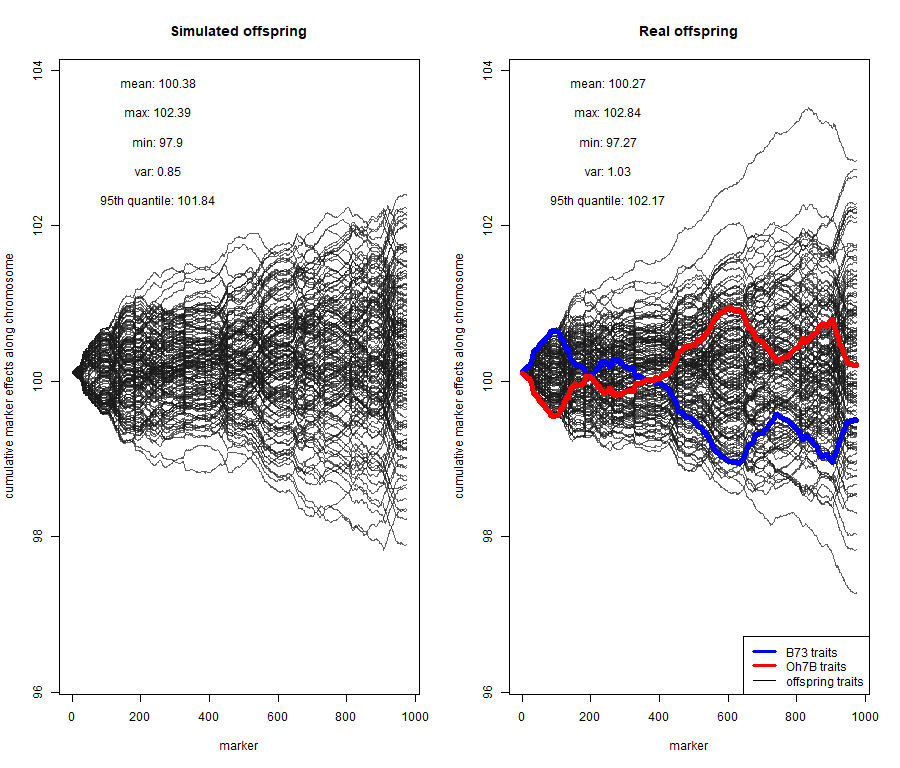 Simulated offspring
mean: 100.38
max: 102.39
min: 97.9
var: 0.85
95th quantile: 101.84
cumulative marker effects along chromosome
104
102
100
98
96
0 200 400 600 800 1000
marker
Real offspring
mean: 100.27
max: 102.84
min: 97.27
var: 1.03
95th quantile: 102.17
cumulative marker effects along chromosome
104
102
100
98
96
B73 traits
Oh7B traits
offspring traits
0 200 400 600 800 1000
marker